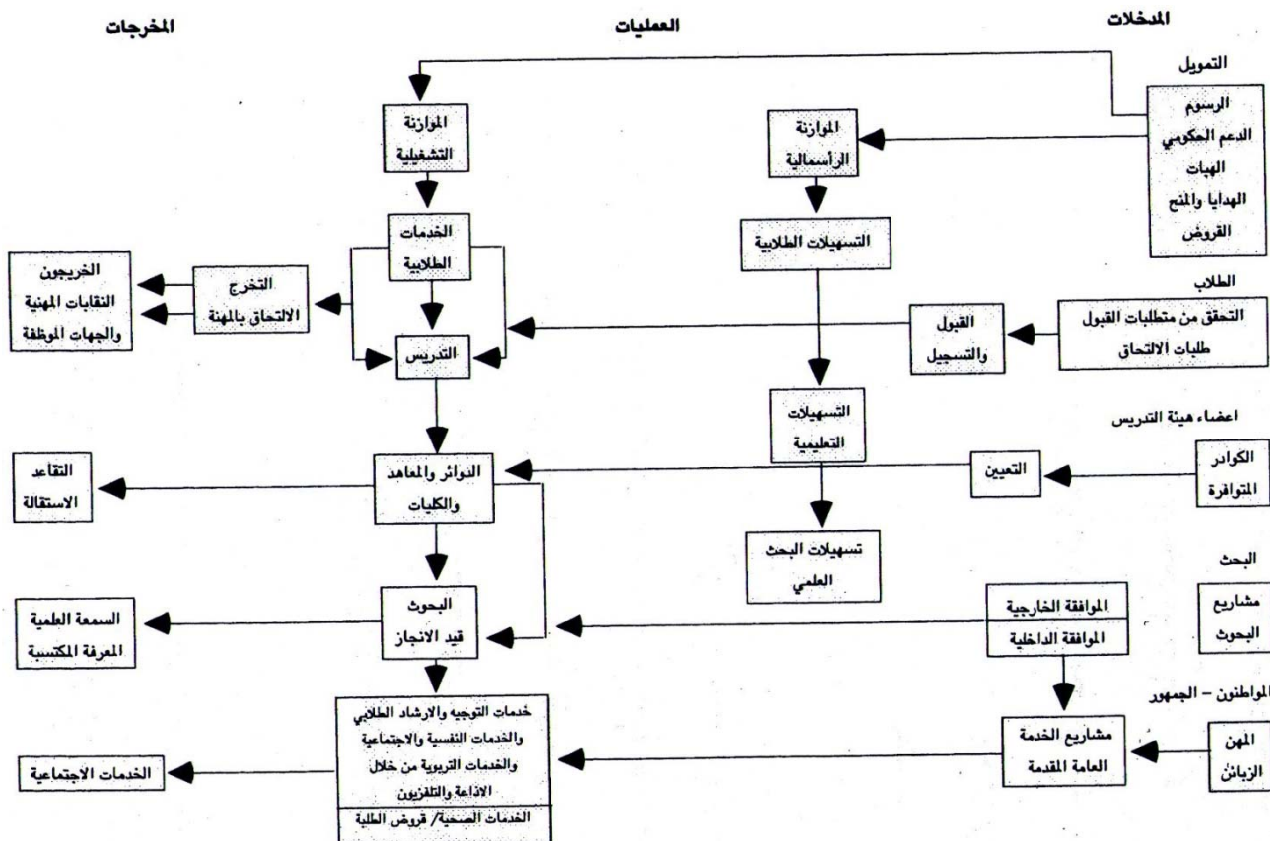 المدخلات
العمليات
المخرجات
التمويل
الرسوم
الدعم الحكومي
الهبات
الهدايا والمنح
القروض
الموازنة
الرأسمالية
الموازنة
التشغيلية
التسهيلات الطلابية
الخدمات
الطلابية
الطلاب
التحقق من متطلبات القبول
طلبات الالتحاق
القبول
والتسجيل
التدريس
التخرج
الالتحاق بالمهنة
الخريجون
النقابات المهنية
والجهات الموظفة
اعضاء هيئة التدريس
الكوادر
المتوافرة
التعيين
التسهيلات
التعليمية
الدوائر والمعاهد
والكليات
التقاعد
الاستقالة
تسهيلات البحث
العلمي
البحث
مشاريع
البحوث
الموافقة الخارجية
الموافقة الداخلية
البحوث
قيد الانجاز
السمعة العلمية
المعرفة المكتسبة
المواطنون – الجمهور
المهن
الزبائن
مشاريع الخدمة
العامة المقدمة
خدمات التوجيه والارشاد الطلابي
والخدمات النفسية والاجتماعية
والخدمات التربوية من خلال
الاذاعة والتلفزيون
الخدمات الصحية/ قروض الطلبة
الخدمات الاجتماعية